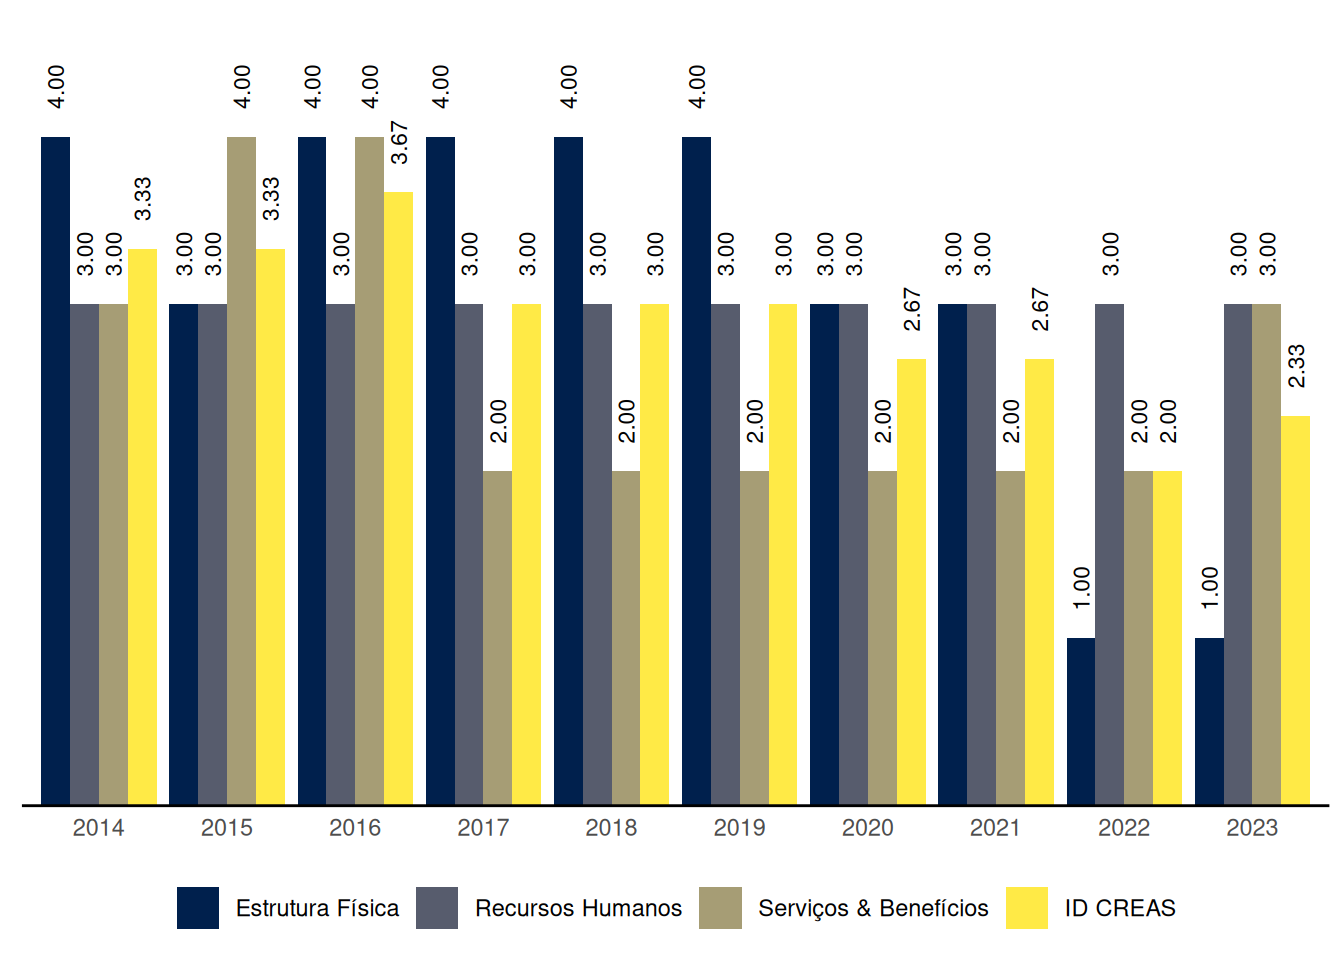 4.00 3.00 3.00 3.33
3.00 3.00 4.00 3.33
4.00 3.00 4.00 3.67
4.00 3.00 2.00 3.00
4.00 3.00 2.00 3.00
4.00 3.00 2.00 3.00
3.00 3.00 2.00 2.67
3.00 3.00 2.00 2.67
1.00 3.00 2.00 2.00
1.00 3.00 3.00 2.33
2014 2015 2016 2017 2018 2019 2020 2021 2022 2023
Estrutura Física Recursos Humanos Serviços & Benefícios ID CREAS